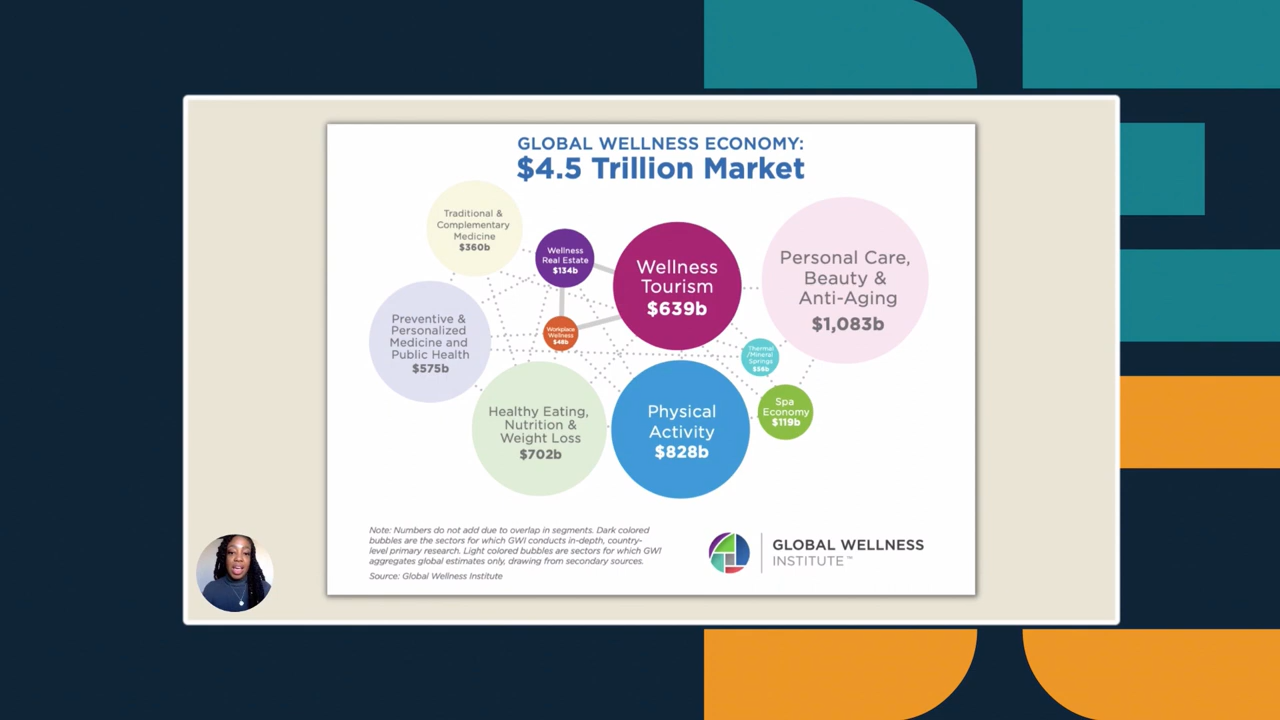 GLOBAL WELLNESS ECONOMY:
$4.5 Trillion Market
Traditional &
Complementary
Medicine
$360b
Wellness
Real Estate
$134b
Wellness
Tourism
$639b
Personal Care,
Beauty &
Anti-Aging
$1,083b
Preventive &
Personalized
Medicine and
Public Health
$575b
Workplace
Wellness
$48b
Thermal
/Mineral
Springs
$56b
Healthy Eating,
Nutrition &
Weight Loss
$702b
Physical
Activity
$828b
Spa
Economy
$119b
Note: Numbers do not add due to overlap in segments. Dark colored
bubbles are the sectors for which GWI conducts in-depth, country-
level primary research. Light colored bubbles are sectors for which GWI
aggregates global estimates only, drawing from secondary sources.
Source: Global Wellness Institute
GLOBAL WELLNESS
INSTITUTE™